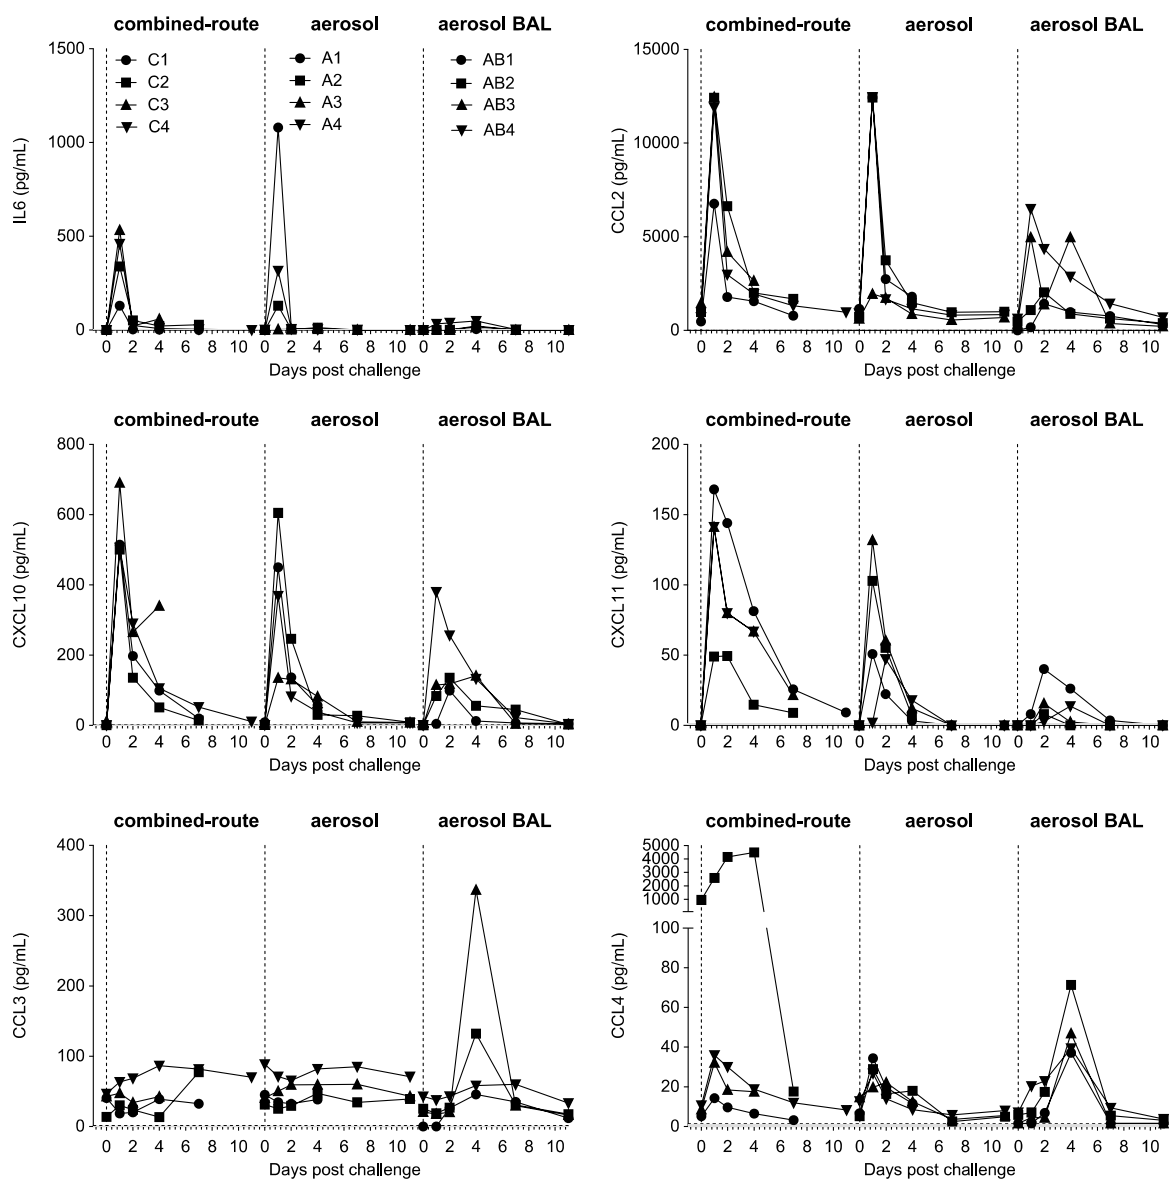 combined-route aerosol aerosol BAL
IL6 (pg/mL)
1500
1000
500
0
C1
C2
C3
C4
A1
A2
A3
A4
AB1
AB2
AB3
AB4
0 2 4 6 8 10 0 2 4 6 8 10 0 2 4 6 8 10
Days post challenge
combined-route aerosol aerosol BAL
CCL2 (pg/mL)
15000
10000
5000
0
0 2 4 6 8 10 0 2 4 6 8 10 0 2 4 6 8 10
Days post challenge
combined-route aerosol aerosol BAL
CXCL10 (pg/mL)
800
600
400
200
0
0 2 4 6 8 10 0 2 4 6 8 10 0 2 4 6 8 10
Days post challenge
combined-route aerosol aerosol BAL
CXCL11 (pg/mL)
200
150
100
50
0
0 2 4 6 8 10 0 2 4 6 8 10 0 2 4 6 8 10
Days post challenge
combined-route aerosol aerosol BAL
CCL3 (pg/mL)
400
300
200
100
0
0 2 4 6 8 10 0 2 4 6 8 10 0 2 4 6 8 10
Days post challenge
combined-route aerosol aerosol BAL
CCL4 (pg/mL)
5000
4000
3000
2000
1000
100
80
60
40
20
0
0 2 4 6 8 10 0 2 4 6 8 10 0 2 4 6 8 10
Days post challenge